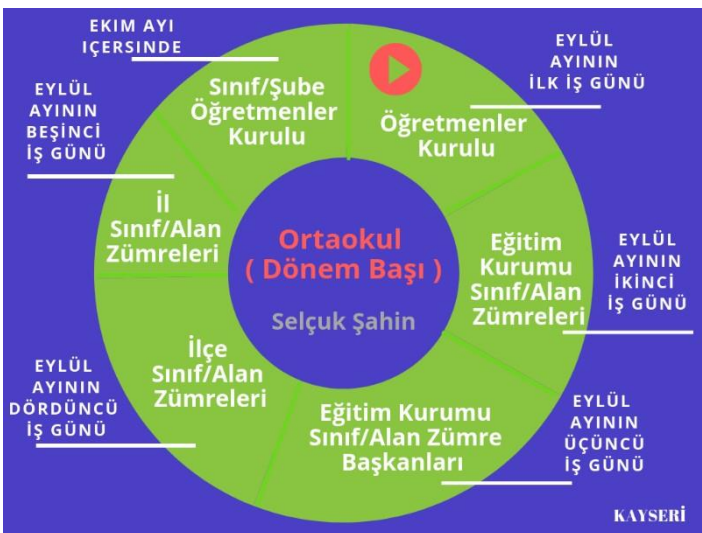 EKIM AYI
IÇERSINDE
Sınıf/Şube
Öğretmenler
Kurulu
EYLÜL
AYININ
İLK İŞ GÜNÜ
Öğretmenler
Kurulu
EYLÜL
AYININ
İKİNCİ
İŞ GÜNÜ
Eğitim
Kurumu
Sınıf/Alan
Zümreleri
EYLÜL
AYININ
ÜÇÜNCÜ
İŞ GÜNÜ
Eğitim Kurumu
Sınıf/Alan Zümre
Başkanları
EYLÜL
AYININ
DÖRDÜNCÜ
İŞ GÜNÜ
İlçe
Sınıf/Alan
Zümreleri
EYLÜL
AYININ
BEŞİNCİ
İŞ GÜNÜ
İl
Sınıf/Alan
Zümreleri
Ortaokul
( Dönem Başı )
Selçuk Şahin
KAYSERİ